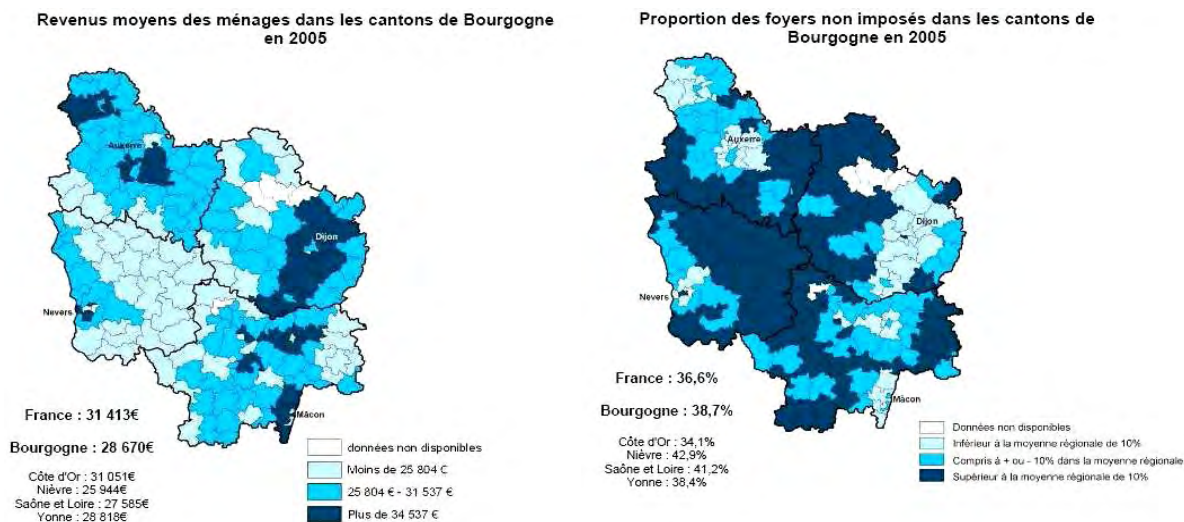 Revenus moyens des ménages dans les cantons de Bourgogne
en 2005
Auxerre
Dijon
Nevers
Mâcon
France : 31 413€
Bourgogne : 28 670€
Côte d'Or : 31 051€
Nièvre : 25 944€
Saône et Loire : 27 585€
Yonne : 28 818€
données non disponibles
Moins de 25 804 €
25 804 € - 31 537 €
Plus de 34 537 €
Proportion des foyers non imposés dans les cantons de
Bourgogne en 2005
Auxerre
Dijon
Nevers
Mâcon
France : 36,6%
Bourgogne : 38,7%
Côte d'Or : 34,1%
Nièvre : 42,9%
Saône et Loire : 41,2%
Yonne : 38,4%
Données non disponibles
Inférieur à la moyenne régionale de 10%
Compris à + ou - 10% dans la moyenne régionale
Supérieur à la moyenne régionale de 10%